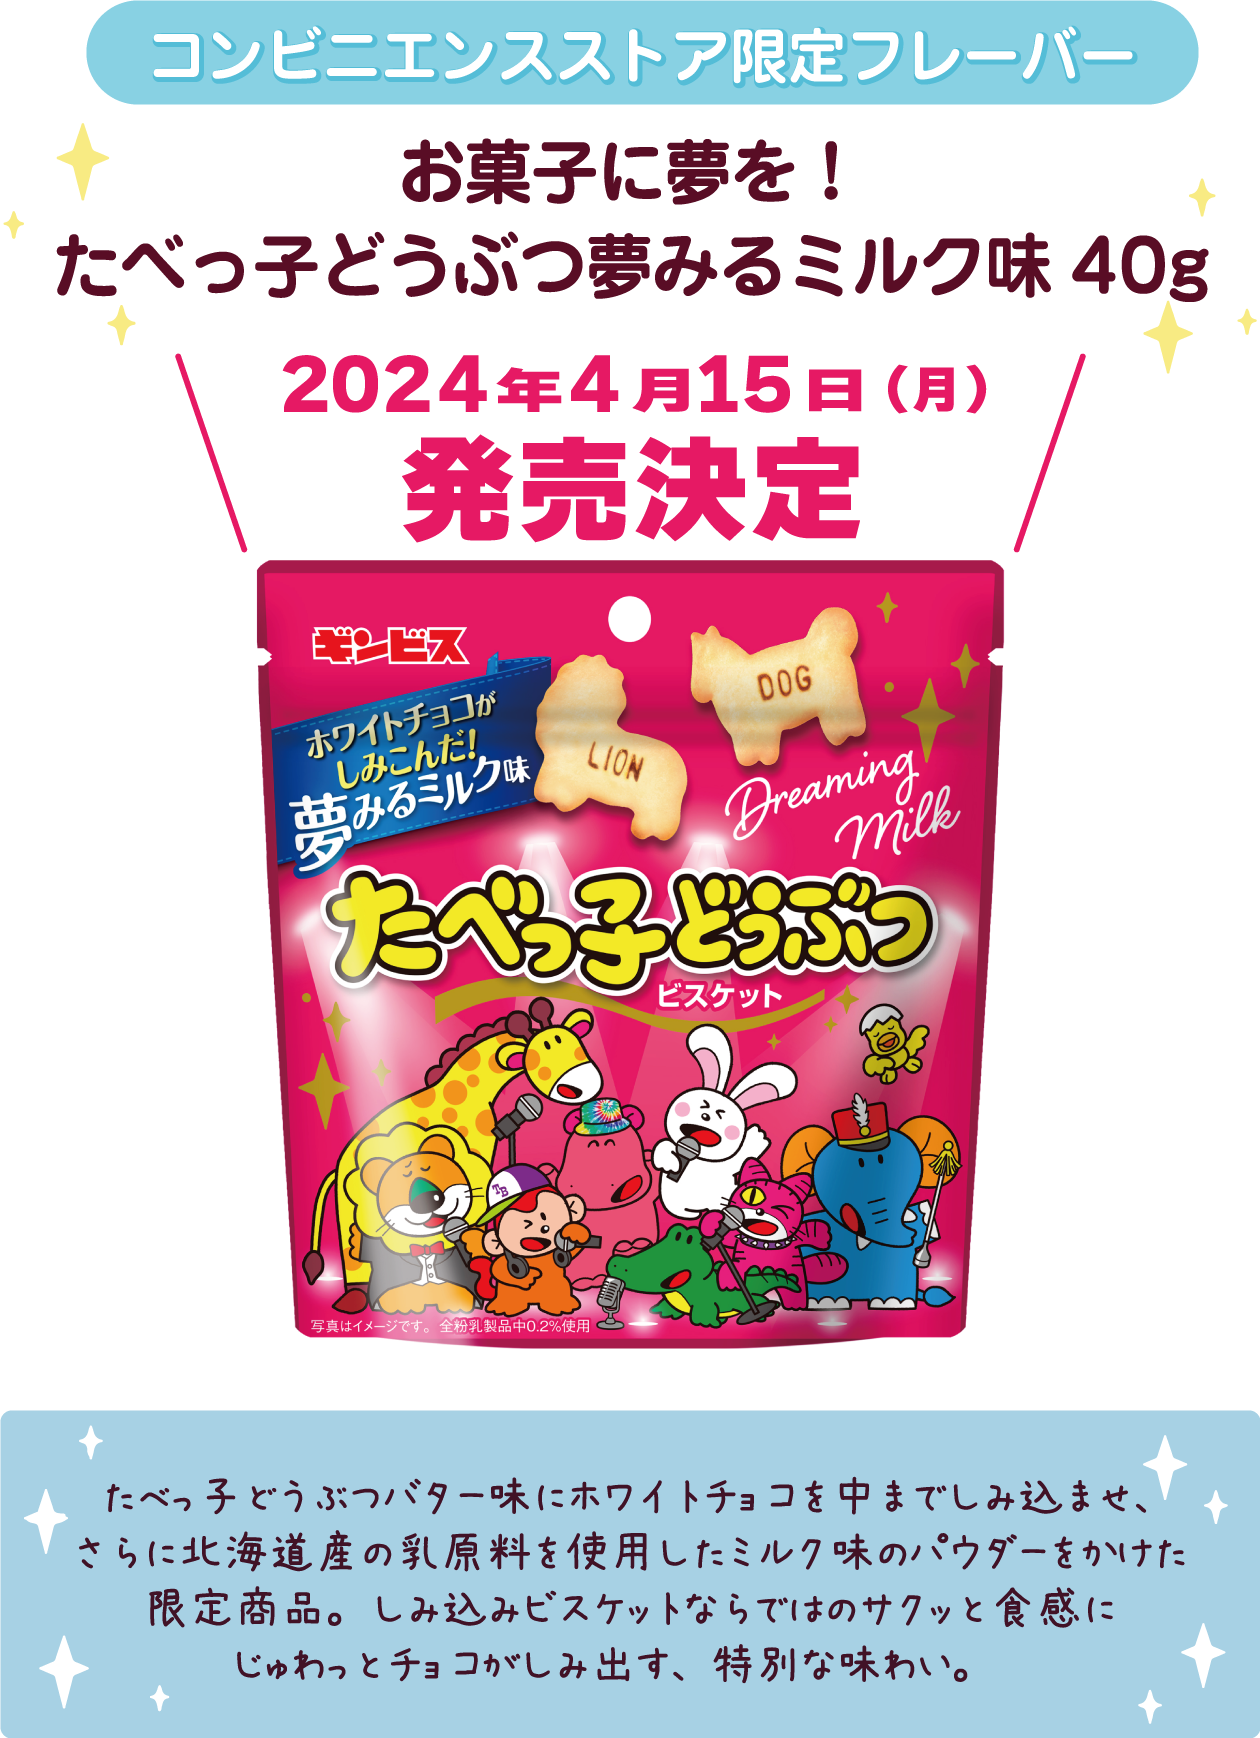 コンビニエンスストア限定フレーバー
お菓子に夢を！
たべっ子どうぶつ夢みるミルク味 40g
2024年4月15日（月）
発売決定
ギンビス
DOG
LION
ホワイトチョコが
しみこんだ！
夢みるミルク味
Dreaming
Milk
たべっ子どうぶつ
ビスケット
TB
写真はイメージです。全粉乳製品中0.2%使用
たべっ子どうぶつバター味にホワイトチョコを中までしみ込ませ、
さらに北海道産の乳原料を使用したミルク味のパウダーをかけた
限定商品。しみ込みビスケットならではのサクッと食感に
じゅわっとチョコがしみ出す、特別な味わい。